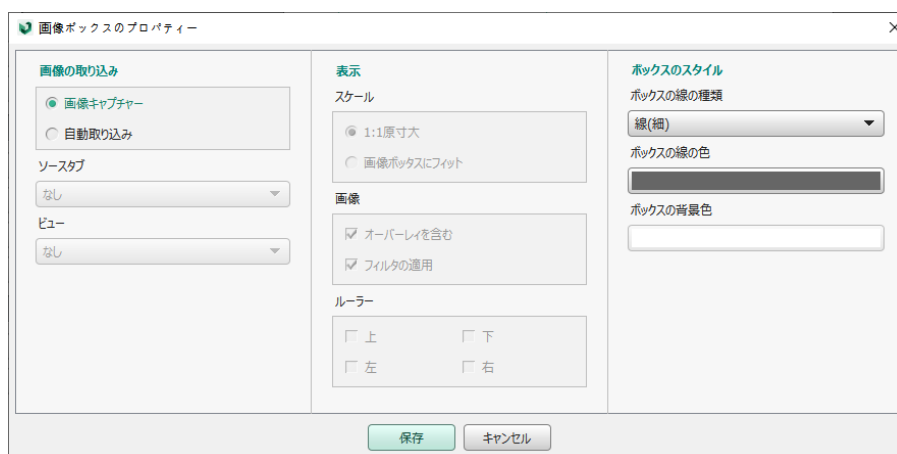 画像ボックスのプロパティー
画像の取り込み
画像キャプチャー
自動取り込み
ソースタブ
なし
ビュー
なし
表示
スケール
1:1原寸大
画像ボッタスにフィット
画像
オーバーレィを含む
フィルタの適用
ルーラー
上 下
左 右
ボックスのスタイル
ボックスの線の種類
線(細)
ボックスの線の色
ボックスの背景色
保存 キャンセル